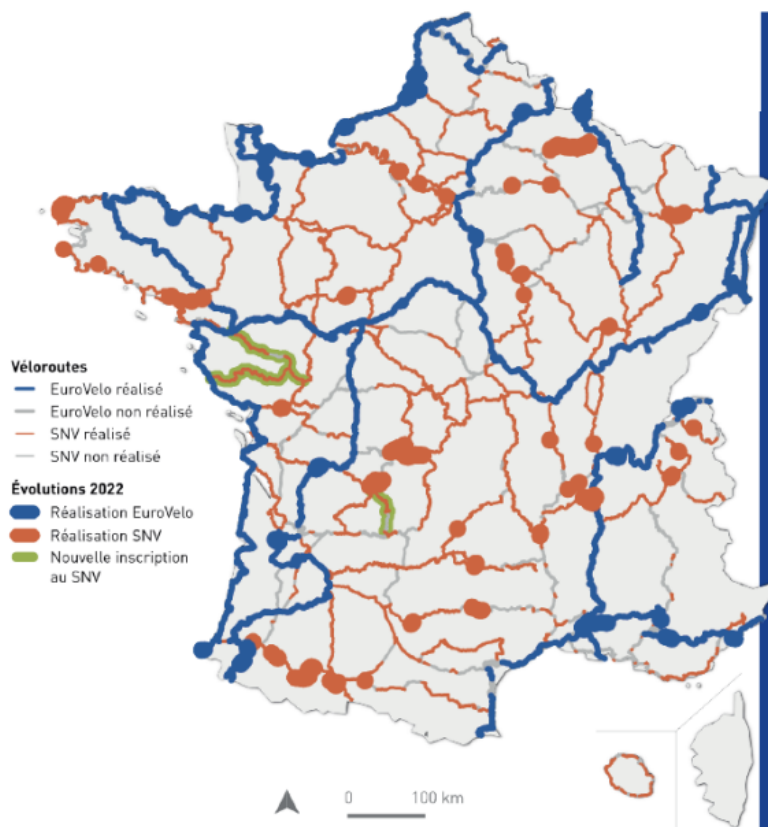 Véloroutes
EuroVelo réalisé
EuroVelo non réalisé
SNV réalisé
SNV non réalisé
Évolutions 2022
Réalisation EuroVelo
Réalisation SNV
Nouvelle inscription
au SNV
0 100 km